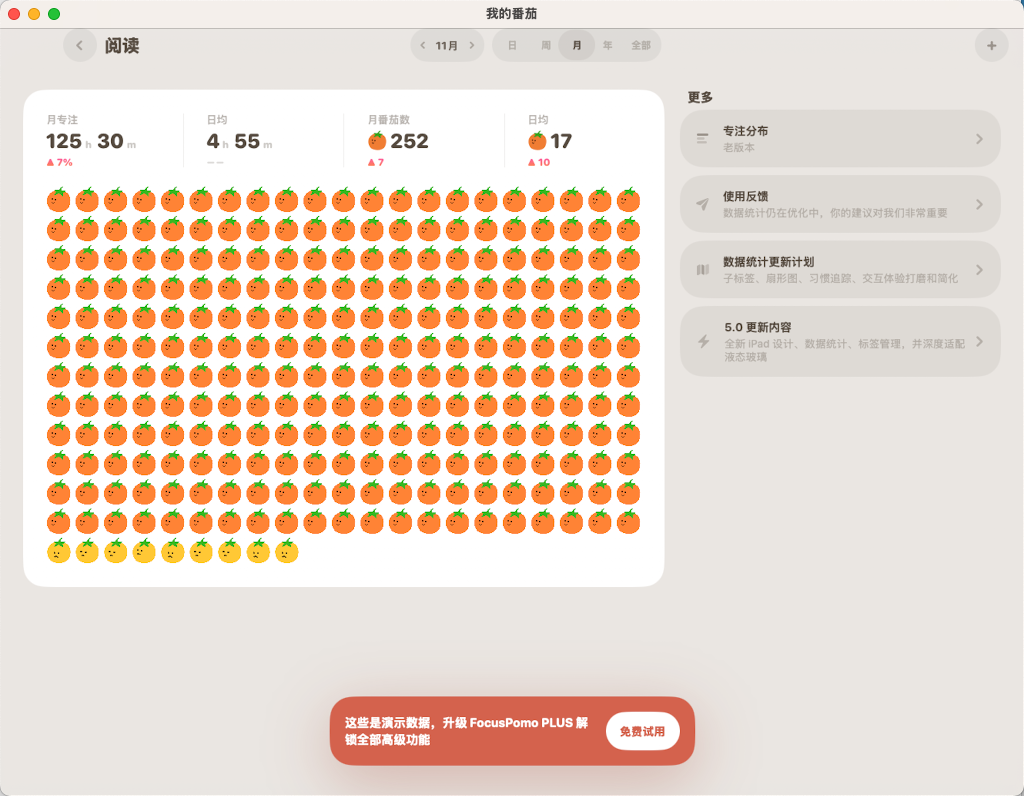 我的番茄
阅读
11月
日 周 月 年 全部
月专注
125 h 30 m
▲ 7%
日均
4 h 55 m
––
月番茄数
252
▲ 7
日均
17
▲ 10
更多
专注分布
老版本
使用反馈
数据统计仍在优化中，你的建议对我们非常重要
数据统计更新计划
子标签、扇形图、习惯追踪、交互体验打磨和简化
5.0 更新内容
全新 iPad 设计、数据统计、标签管理，并深度适配
液态玻璃
这些是演示数据，升级 FocusPomo PLUS 解
锁全部高级功能
免费试用